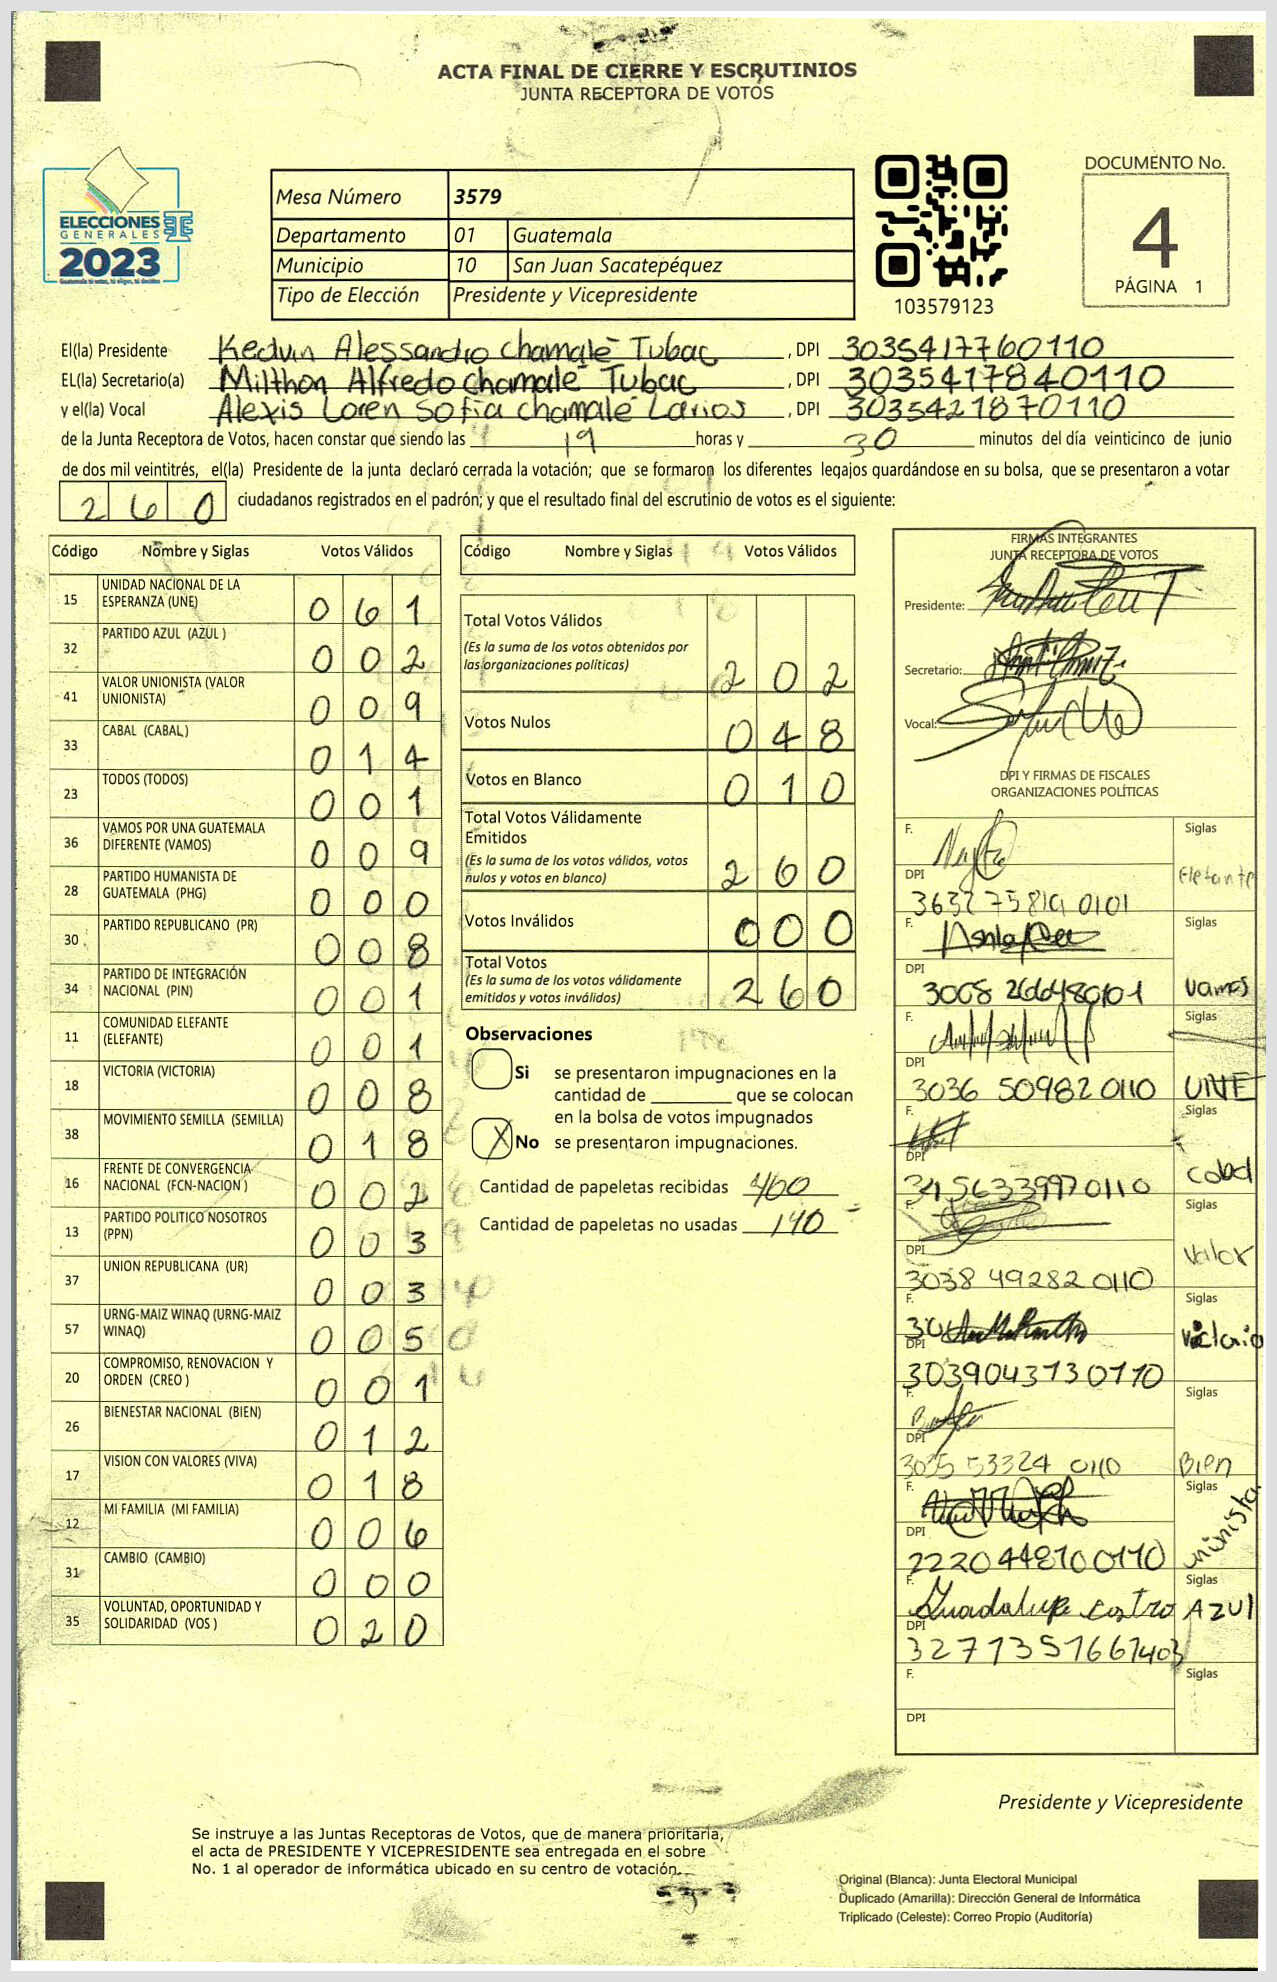 ACTA FINAL DE CIERRE Y ESCRUTINIOS
JUNTA RECEPTORA DE VOTOS
ELECCIONES
GENERALES
2023
Mesa Número 3579
Departamento 01 Guatemala
Municipio 10 San Juan Sacatepéquez
Tipo de Elección Presidente y Vicepresidente
103579123
DOCUMENTO No.
4
PÁGINA 1
El(la) Presidente Kedvin Alessandro chamalé Tubac, DPI 3035417760110
EL(la) Secretario(a) Milthon Alfredo chamalé Tubac, DPI 3035417840110
y el(la) Vocal Alexis Loren Sofia chamalé Larios, DPI 3035421870110
de la Junta Receptora de Votos, hacen constar que siendo las 19 horas y 30 minutos del día veinticinco de junio
de dos mil veintitrés, el(la) Presidente de la junta declaró cerrada la votación; que se formaron los diferentes legajos guardándose en su bolsa, que se presentaron a votar
260 ciudadanos registrados en el padrón; y que el resultado final del escrutinio de votos es el siguiente:
Código Nombre y Siglas Votos Válidos
15 UNIDAD NACIONAL DE LA ESPERANZA (UNE) 0 6 1
32 PARTIDO AZUL (AZUL ) 0 0 2
41 VALOR UNIONISTA (VALOR UNIONISTA) 0 0 9
33 CABAL (CABAL) 0 1 4
23 TODOS (TODOS) 0 0 1
36 VAMOS POR UNA GUATEMALA DIFERENTE (VAMOS) 0 0 9
28 PARTIDO HUMANISTA DE GUATEMALA (PHG) 0 0 0
30 PARTIDO REPUBLICANO (PR) 0 0 8
34 PARTIDO DE INTEGRACIÓN NACIONAL (PIN) 0 0 1
11 COMUNIDAD ELEFANTE (ELEFANTE) 0 0 1
18 VICTORIA (VICTORIA) 0 0 8
38 MOVIMIENTO SEMILLA (SEMILLA) 0 1 8
16 FRENTE DE CONVERGENCIA NACIONAL (FCN-NACION ) 0 0 2
13 PARTIDO POLITICO NOSOTROS (PPN) 0 0 3
37 UNION REPUBLICANA (UR) 0 0 3
57 URNG-MAIZ WINAQ (URNG-MAIZ WINAQ) 0 0 5
20 COMPROMISO, RENOVACION Y ORDEN (CREO ) 0 0 1
26 BIENESTAR NACIONAL (BIEN) 0 1 2
17 VISION CON VALORES (VIVA) 0 1 8
12 MI FAMILIA (MI FAMILIA) 0 0 6
31 CAMBIO (CAMBIO) 0 0 0
35 VOLUNTAD, OPORTUNIDAD Y SOLIDARIDAD (VOS ) 0 2 0
Código Nombre y Siglas Votos Válidos
Total Votos Válidos
(Es la suma de los votos obtenidos por
las organizaciones políticas) 2 0 2
Votos Nulos 0 4 8
Votos en Blanco 0 1 0
Total Votos Válidamente
Emitidos
(Es la suma de los votos válidos, votos
nulos y votos en blanco) 2 6 0
Votos Inválidos 0 0 0
Total Votos
(Es la suma de los votos válidamente
emitidos y votos inválidos) 2 6 0
Observaciones
Si se presentaron impugnaciones en la
cantidad de ________ que se colocan
en la bolsa de votos impugnados
X No se presentaron impugnaciones.
Cantidad de papeletas recibidas 400
Cantidad de papeletas no usadas 140
FIRMAS INTEGRANTES
JUNTA RECEPTORA DE VOTOS
Presidente:
Secretario:
Vocal:
DPI Y FIRMAS DE FISCALES
ORGANIZACIONES POLÍTICAS
F. Siglas
Elefante
DPI
F. Siglas
DPI
3008 266480101 Vamos
F. Siglas
DPI
3036 50982 0110 UNE
F. Siglas
DPI
3456339970110
F. Siglas
Valor
DPI
3038 49282 0110
F. Siglas
DPI
3039043730110
F. Siglas
DPI
3035 53324 0110 Bien
F. Siglas
DPI
2220448700110 unionista
F. Siglas
Guadalupe castro AZUL
DPI
3271351661403
F. Siglas
DPI
Presidente y Vicepresidente
Se instruye a las Juntas Receptoras de Votos, que de manera prioritaria,
el acta de PRESIDENTE Y VICEPRESIDENTE sea entregada en el sobre
No. 1 al operador de informática ubicado en su centro de votación.
Original (Blanca): Junta Electoral Municipal
Duplicado (Amarilla): Dirección General de Informática
Triplicado (Celeste): Correo Propio (Auditoría)